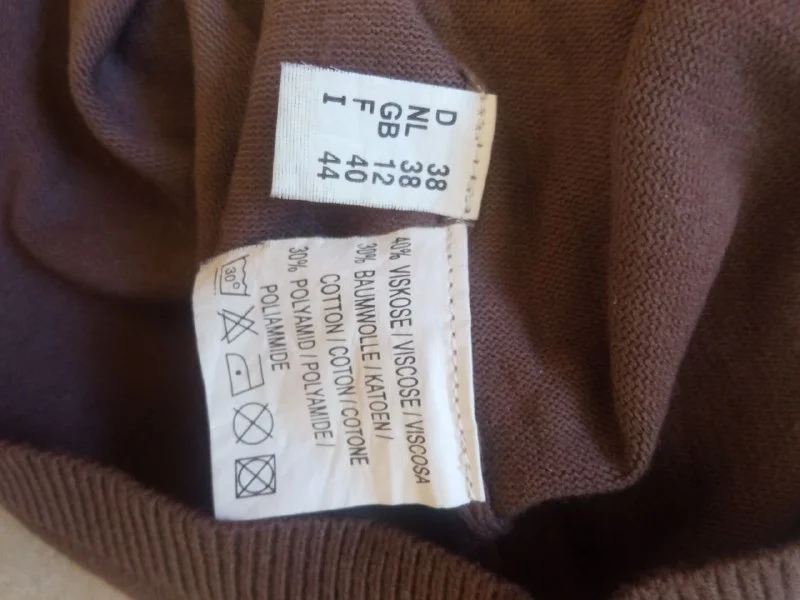 D 38
NL 38
GB 12
F 40
I 44
40% VISKOSE / VISCOSE / VISCOSA
30% BAUMWOLLE / KATOEN /
COTTON / COTON / COTONE
30% POLYAMID / POLYAMIDE /
POLIAMMIDE
30°